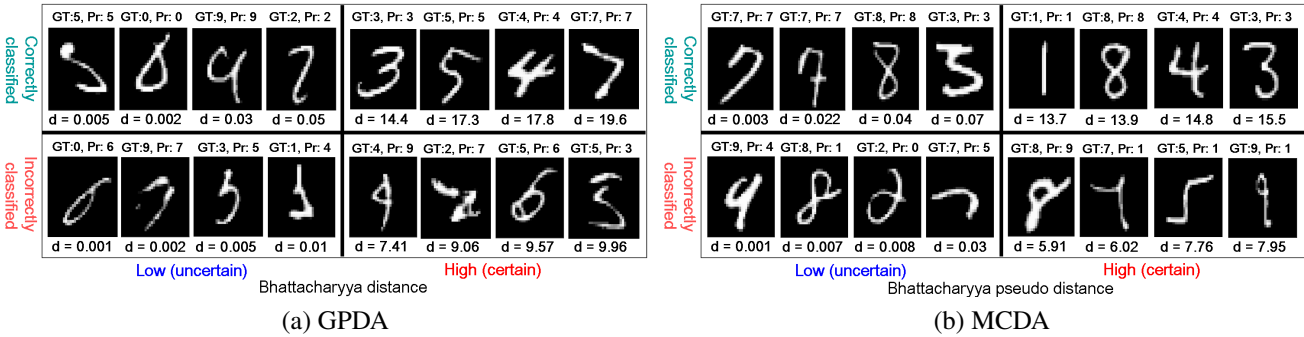 GT:5, Pr: 5 GT:0, Pr: 0 GT:9, Pr: 9 GT:2, Pr: 2 GT:3, Pr: 3 GT:5, Pr: 5 GT:4, Pr: 4 GT:7, Pr: 7
Correctly
classified
d = 0.005 d = 0.002 d = 0.03 d = 0.05 d = 14.4 d = 17.3 d = 17.8 d = 19.6
GT:0, Pr: 6 GT:9, Pr: 7 GT:3, Pr: 5 GT:1, Pr: 4 GT:4, Pr: 9 GT:2, Pr: 7 GT:5, Pr: 6 GT:5, Pr: 3
Incorrectly
classified
d = 0.001 d = 0.002 d = 0.005 d = 0.01 d = 7.41 d = 9.06 d = 9.57 d = 9.96
Low (uncertain) High (certain)
Bhattacharyya distance
(a) GPDA
GT:7, Pr: 7 GT:7, Pr: 7 GT:8, Pr: 8 GT:3, Pr: 3 GT:1, Pr: 1 GT:8, Pr: 8 GT:4, Pr: 4 GT:3, Pr: 3
Correctly
classified
d = 0.003 d = 0.022 d = 0.04 d = 0.07 d = 13.7 d = 13.9 d = 14.8 d = 15.5
GT:9, Pr: 4 GT:8, Pr: 1 GT:2, Pr: 0 GT:7, Pr: 5 GT:8, Pr: 9 GT:7, Pr: 1 GT:5, Pr: 1 GT:9, Pr: 1
Incorrectly
classified
d = 0.001 d = 0.007 d = 0.008 d = 0.03 d = 5.91 d = 6.02 d = 7.76 d = 7.95
Low (uncertain) High (certain)
Bhattacharyya pseudo distance
(b) MCDA